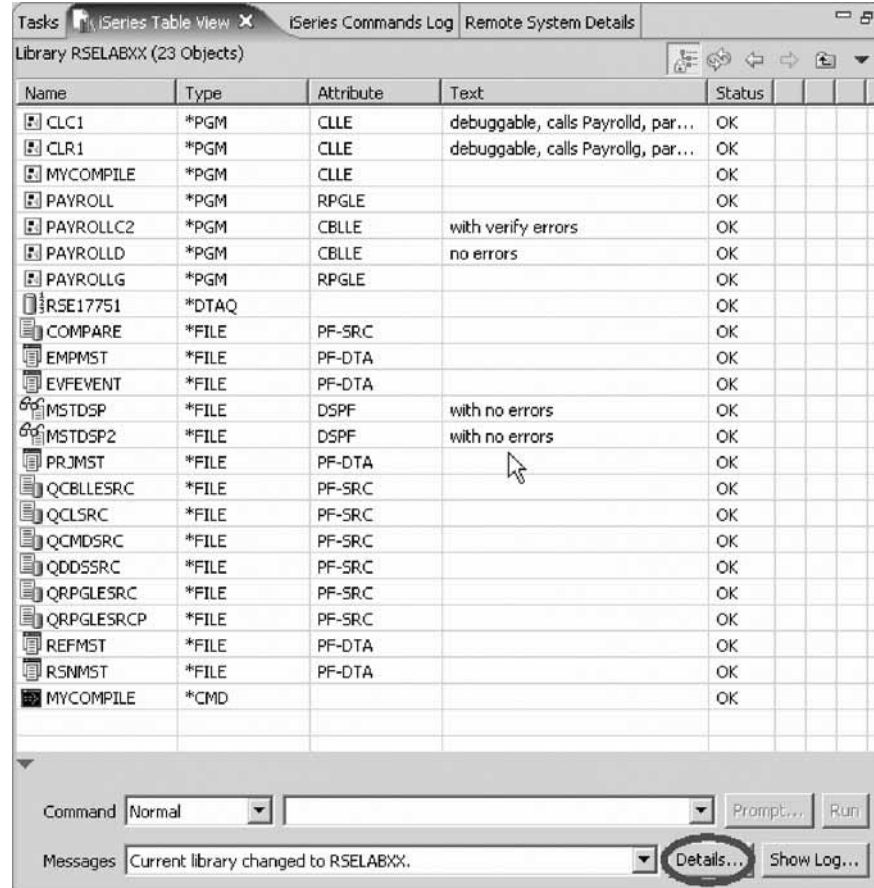 Tasks iSeries Table View X iSeries Commands Log Remote System Details
Library RSELABXX (23 Objects)
Name Type Attribute Text Status
CLC1 *PGM CLLE debuggable, calls Payrolld, par... OK
CLR1 *PGM CLLE debuggable, calls Payrollg, par... OK
MYCOMPILE *PGM CLLE OK
PAYROLL *PGM RPGLE OK
PAYROLLC2 *PGM CBLLE with verify errors OK
PAYROLLD *PGM CBLLE no errors OK
PAYROLLG *PGM RPGLE OK
RSE17751 *DTAQ OK
COMPARE *FILE PF-SRC OK
EMPMST *FILE PF-DTA OK
EVFEVENT *FILE PF-DTA OK
MSTDSP *FILE DSPF with no errors OK
MSTDSP2 *FILE DSPF with no errors OK
PRJMST *FILE PF-DTA OK
QCBLLESRC *FILE PF-SRC OK
QCLSRC *FILE PF-SRC OK
QCMDSRC *FILE PF-SRC OK
QDDSSRC *FILE PF-SRC OK
QRPGLESRC *FILE PF-SRC OK
QRPGLESRCP *FILE PF-SRC OK
REFMST *FILE PF-DTA OK
RSNMST *FILE PF-DTA OK
MYCOMPILE *CMD OK
Command Normal Prompt... Run
Messages Current library changed to RSELABXX. Details... Show Log...